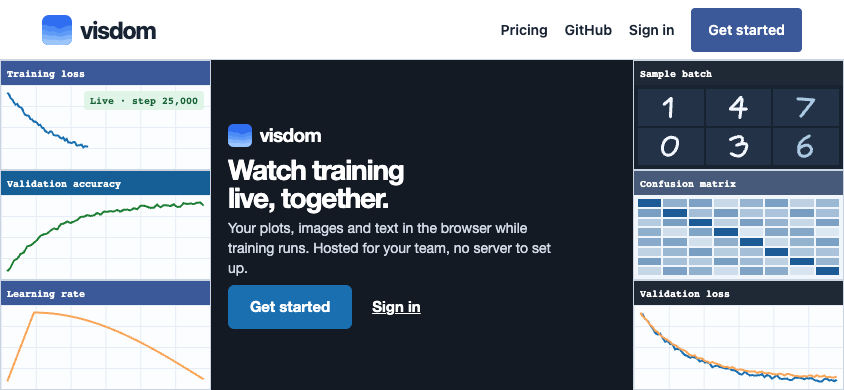 visdom
Pricing GitHub Sign in Get started
Training loss
Live · step 25,000
Validation accuracy
Learning rate
visdom
Watch training
live, together.
Your plots, images and text in the browser while
training runs. Hosted for your team, no server to set
up.
Get started Sign in
Sample batch
1 4 7
0 3 6
Confusion matrix
Validation loss